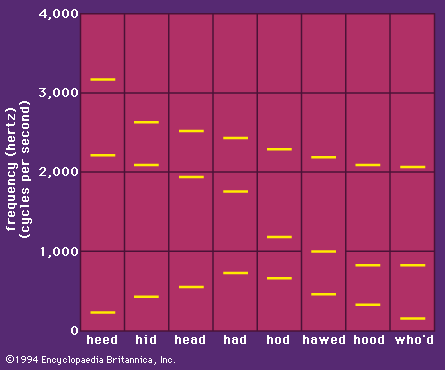 4,000
3,000
2,000
1,000
0
frequency (hertz)
(cycles per second)
heed hid head had hod hawed hood who'd
©1994 Encyclopaedia Britannica, Inc.